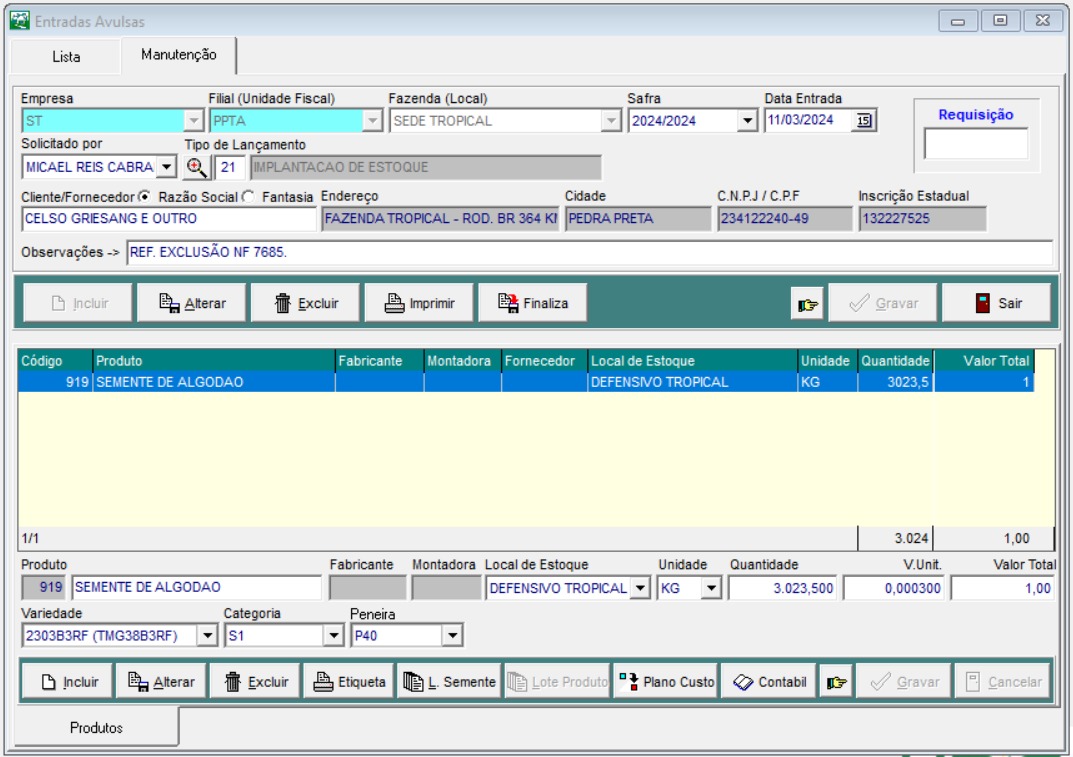 Entradas Avulsas
Lista Manutenção
Empresa Filial (Unidade Fiscal) Fazenda (Local) Safra Data Entrada
ST PPTA SEDE TROPICAL 2024/2024 11/03/2024 15
Requisição
Solicitado por Tipo de Lançamento
MICAEL REIS CABRA 21 IMPLANTACAO DE ESTOQUE
Cliente/Fornecedor Razão Social Fantasia Endereço Cidade C.N.P.J / C.P.F Inscrição Estadual
CELSO GRIESANG E OUTRO FAZENDA TROPICAL - ROD. BR 364 KM PEDRA PRETA 234122240-49 132227525
Observações -> REF. EXCLUSÃO NF 7685.
Incluir Alterar Excluir Imprimir Finaliza Gravar Sair
Código Produto Fabricante Montadora Fornecedor Local de Estoque Unidade Quantidade Valor Total
919 SEMENTE DE ALGODAO DEFENSIVO TROPICAL KG 3023,5 1
1/1 3.024 1,00
Produto Fabricante Montadora Local de Estoque Unidade Quantidade V.Unit. Valor Total
919 SEMENTE DE ALGODAO DEFENSIVO TROPICAL KG 3.023,500 0,000300 1,00
Variedade Categoria Peneira
2303B3RF (TMG38B3RF) S1 P40
Incluir Alterar Excluir Etiqueta L. Semente Lote Produto Plano Custo Contabil Gravar Cancelar
Produtos